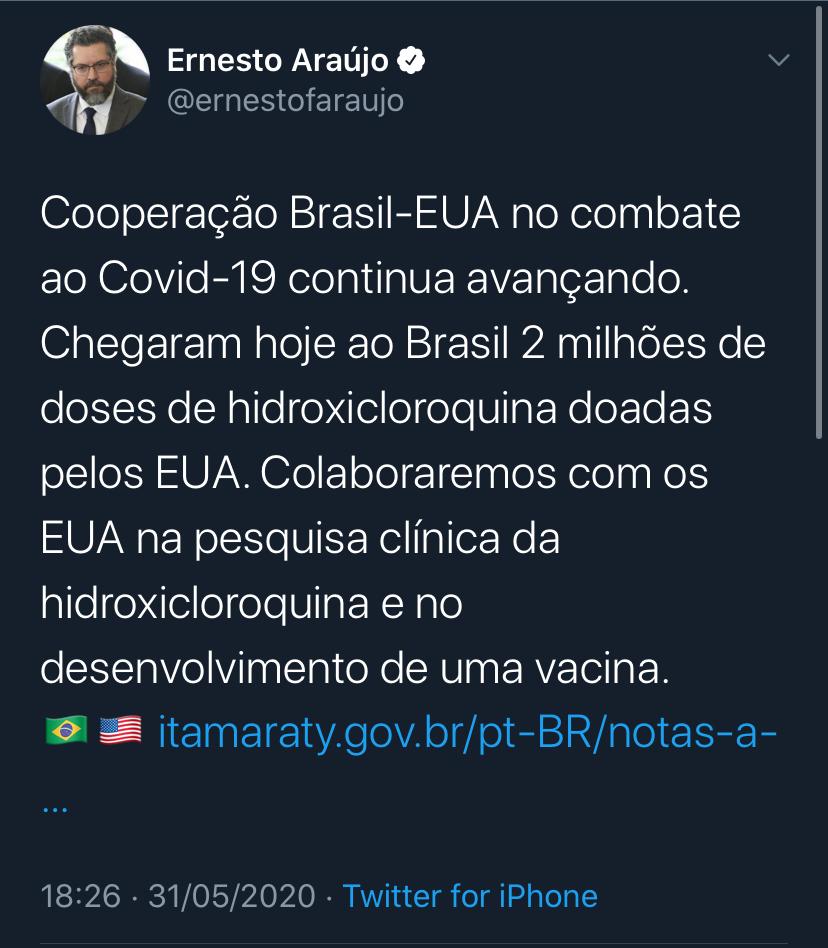 Ernesto Araújo
@ernestofaraujo
Cooperação Brasil-EUA no combate
ao Covid-19 continua avançando.
Chegaram hoje ao Brasil 2 milhões de
doses de hidroxicloroquina doadas
pelos EUA. Colaboraremos com os
EUA na pesquisa clínica da
hidroxicloroquina e no
desenvolvimento de uma vacina.
🇧🇷 🇺🇸 itamaraty.gov.br/pt-BR/notas-a-
...
18:26 · 31/05/2020 · Twitter for iPhone